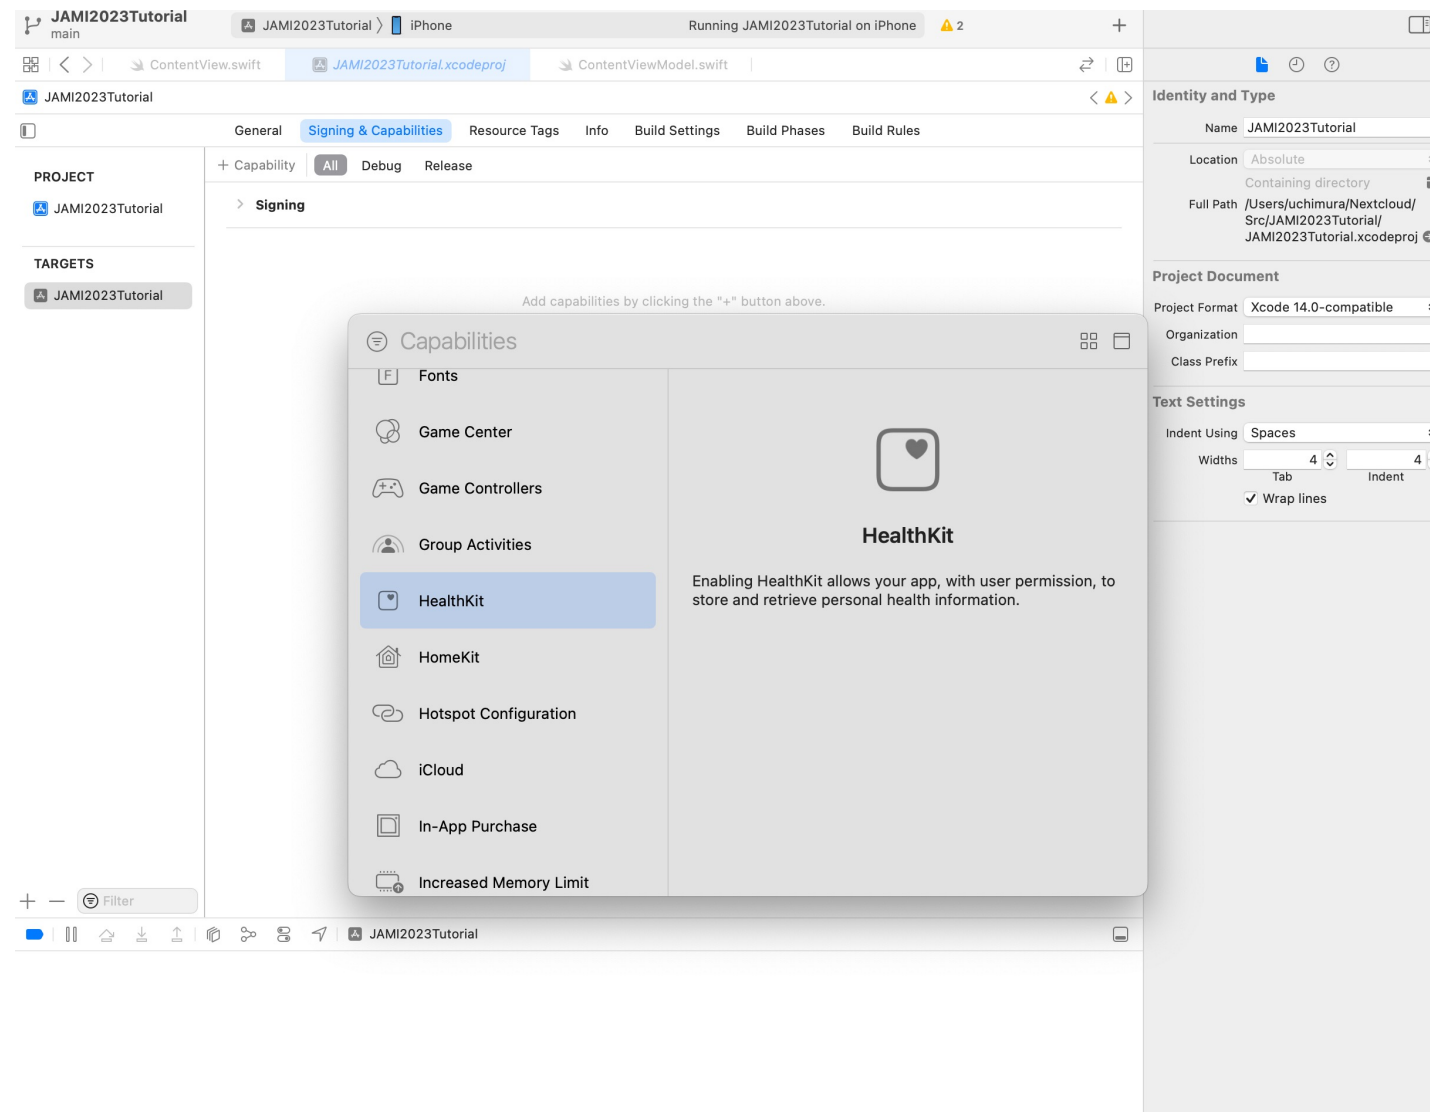 JAMI2023Tutorial
main
JAMI2023Tutorial
iPhone
Running JAMI2023Tutorial on iPhone
2
ContentView.swift
JAMI2023Tutorial.xcodeproj
ContentViewModel.swift
JAMI2023Tutorial
General
Signing & Capabilities
Resource Tags
Info
Build Settings
Build Phases
Build Rules
PROJECT
JAMI2023Tutorial
TARGETS
JAMI2023Tutorial
+ Capability
All
Debug
Release
Signing
Add capabilities by clicking the "+" button above.
Capabilities
Fonts
Game Center
Game Controllers
Group Activities
HealthKit
HomeKit
Hotspot Configuration
iCloud
In-App Purchase
Increased Memory Limit
HealthKit
Enabling HealthKit allows your app, with user permission, to
store and retrieve personal health information.
Filter
JAMI2023Tutorial
Identity and Type
Name JAMI2023Tutorial
Location Absolute
Containing directory
Full Path /Users/uchimura/Nextcloud/
Src/JAMI2023Tutorial/
JAMI2023Tutorial.xcodeproj
Project Document
Project Format Xcode 14.0-compatible
Organization
Class Prefix
Text Settings
Indent Using Spaces
Widths 4 4
Tab Indent
Wrap lines